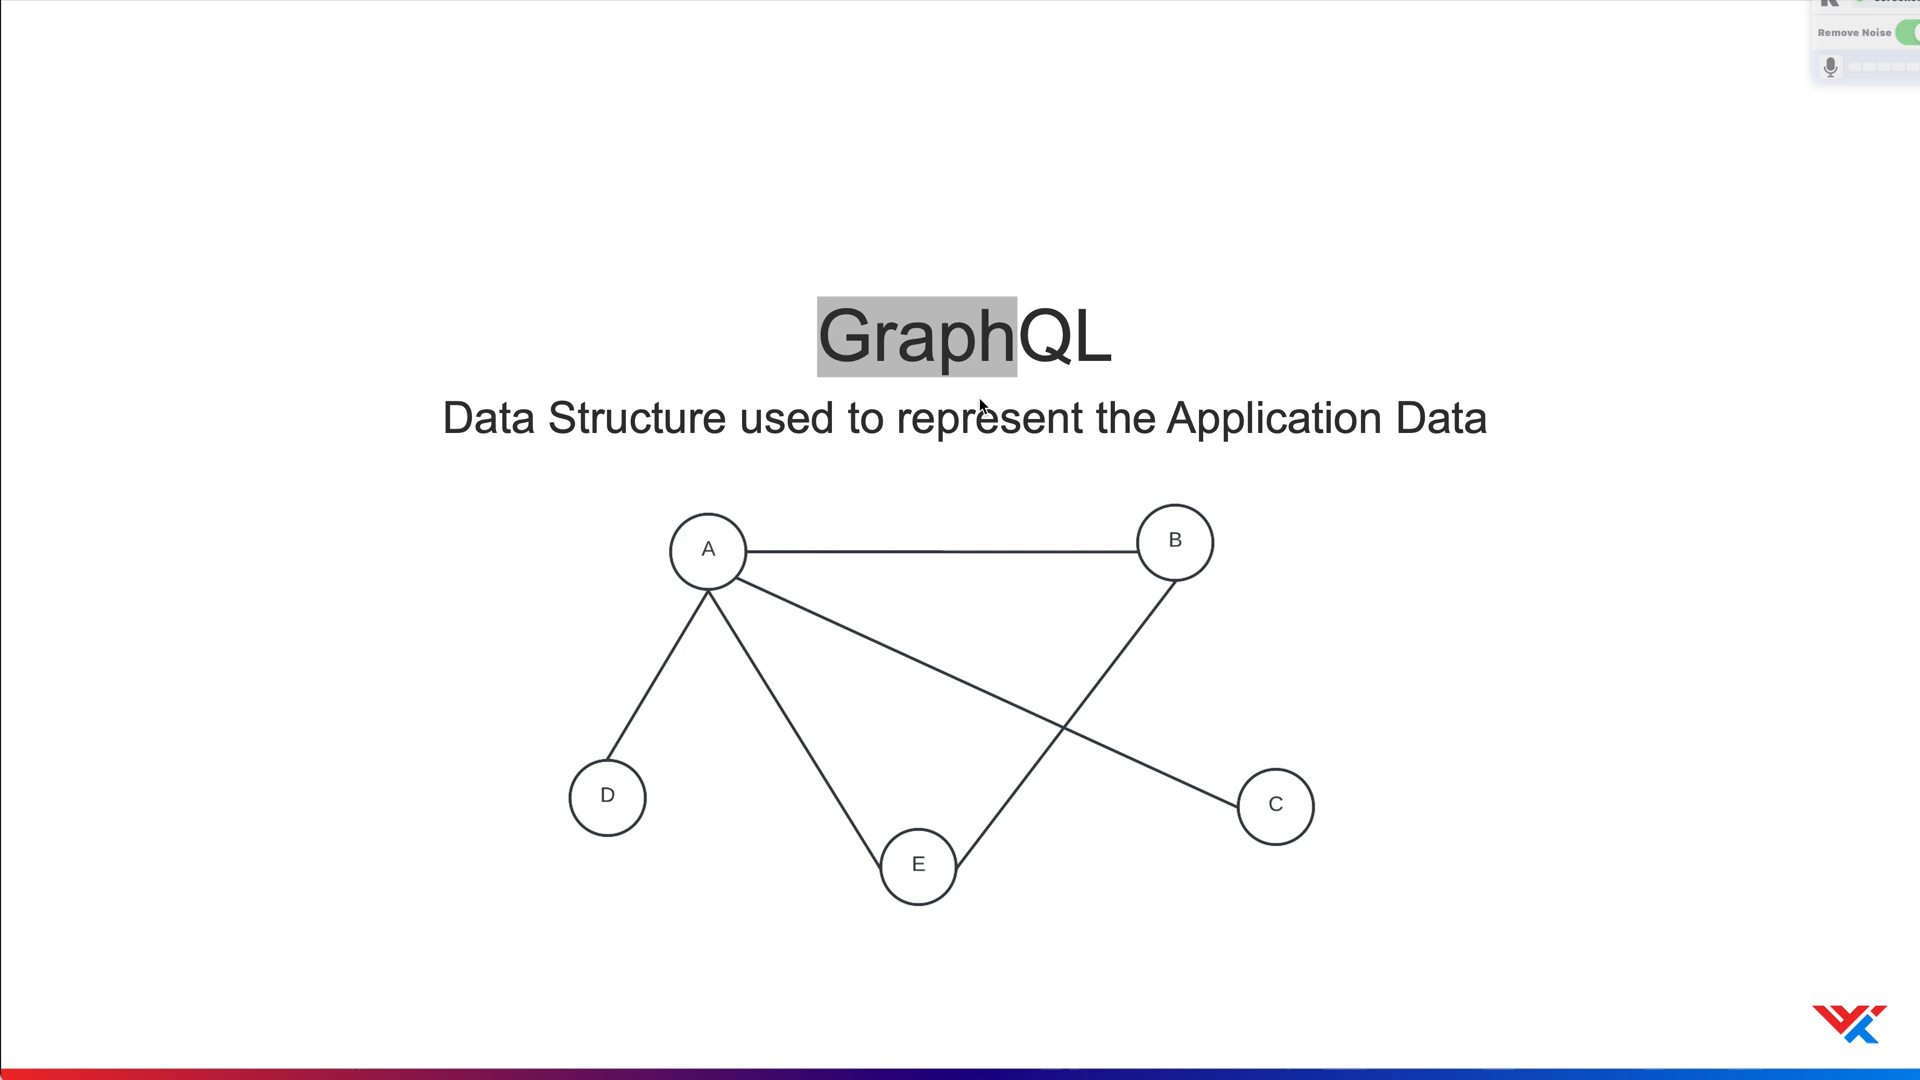 Remove Noise
GraphQL
Data Structure used to represent the Application Data
A
B
D
C
E